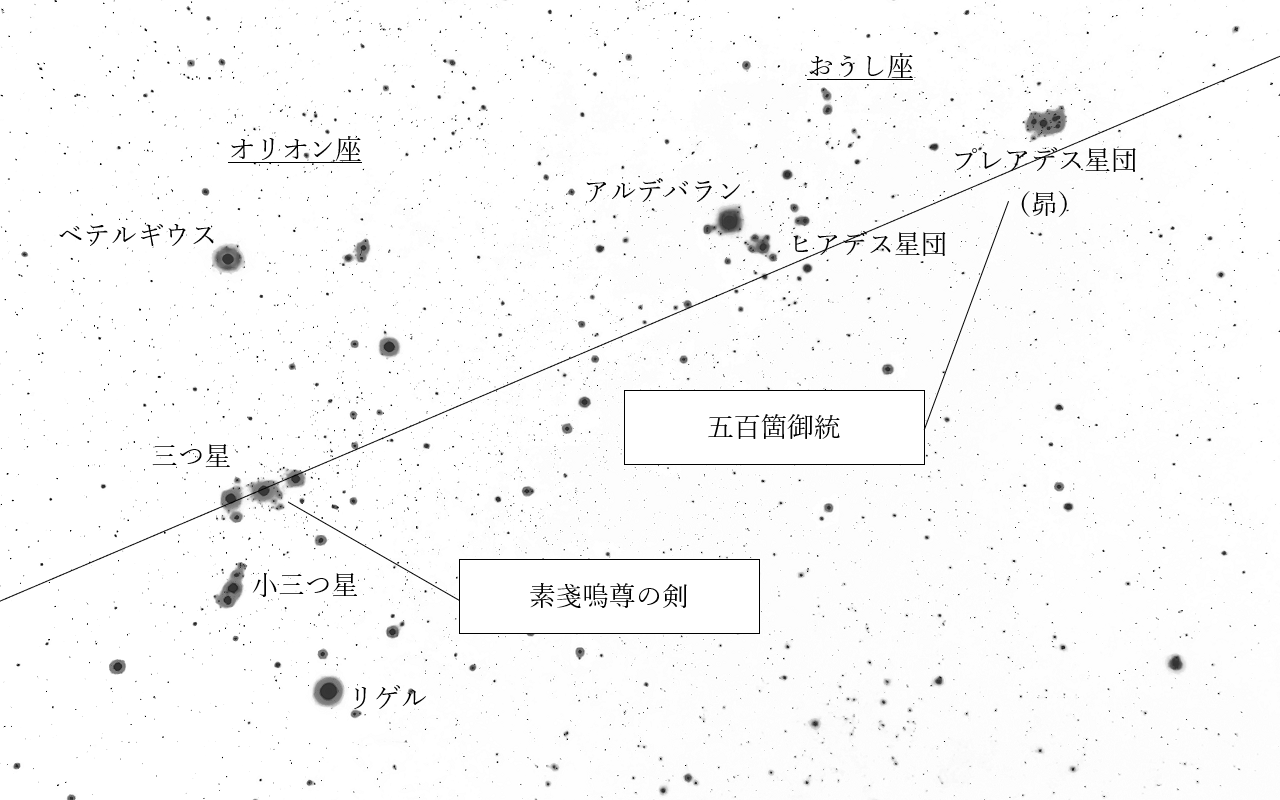 おうし座
オリオン座
プレアデス星団
(昴)
アルデバラン
ベテルギウス
ヒアデス星団
五百箇御統
三つ星
小三つ星
素戔嗚尊の剣
リゲル